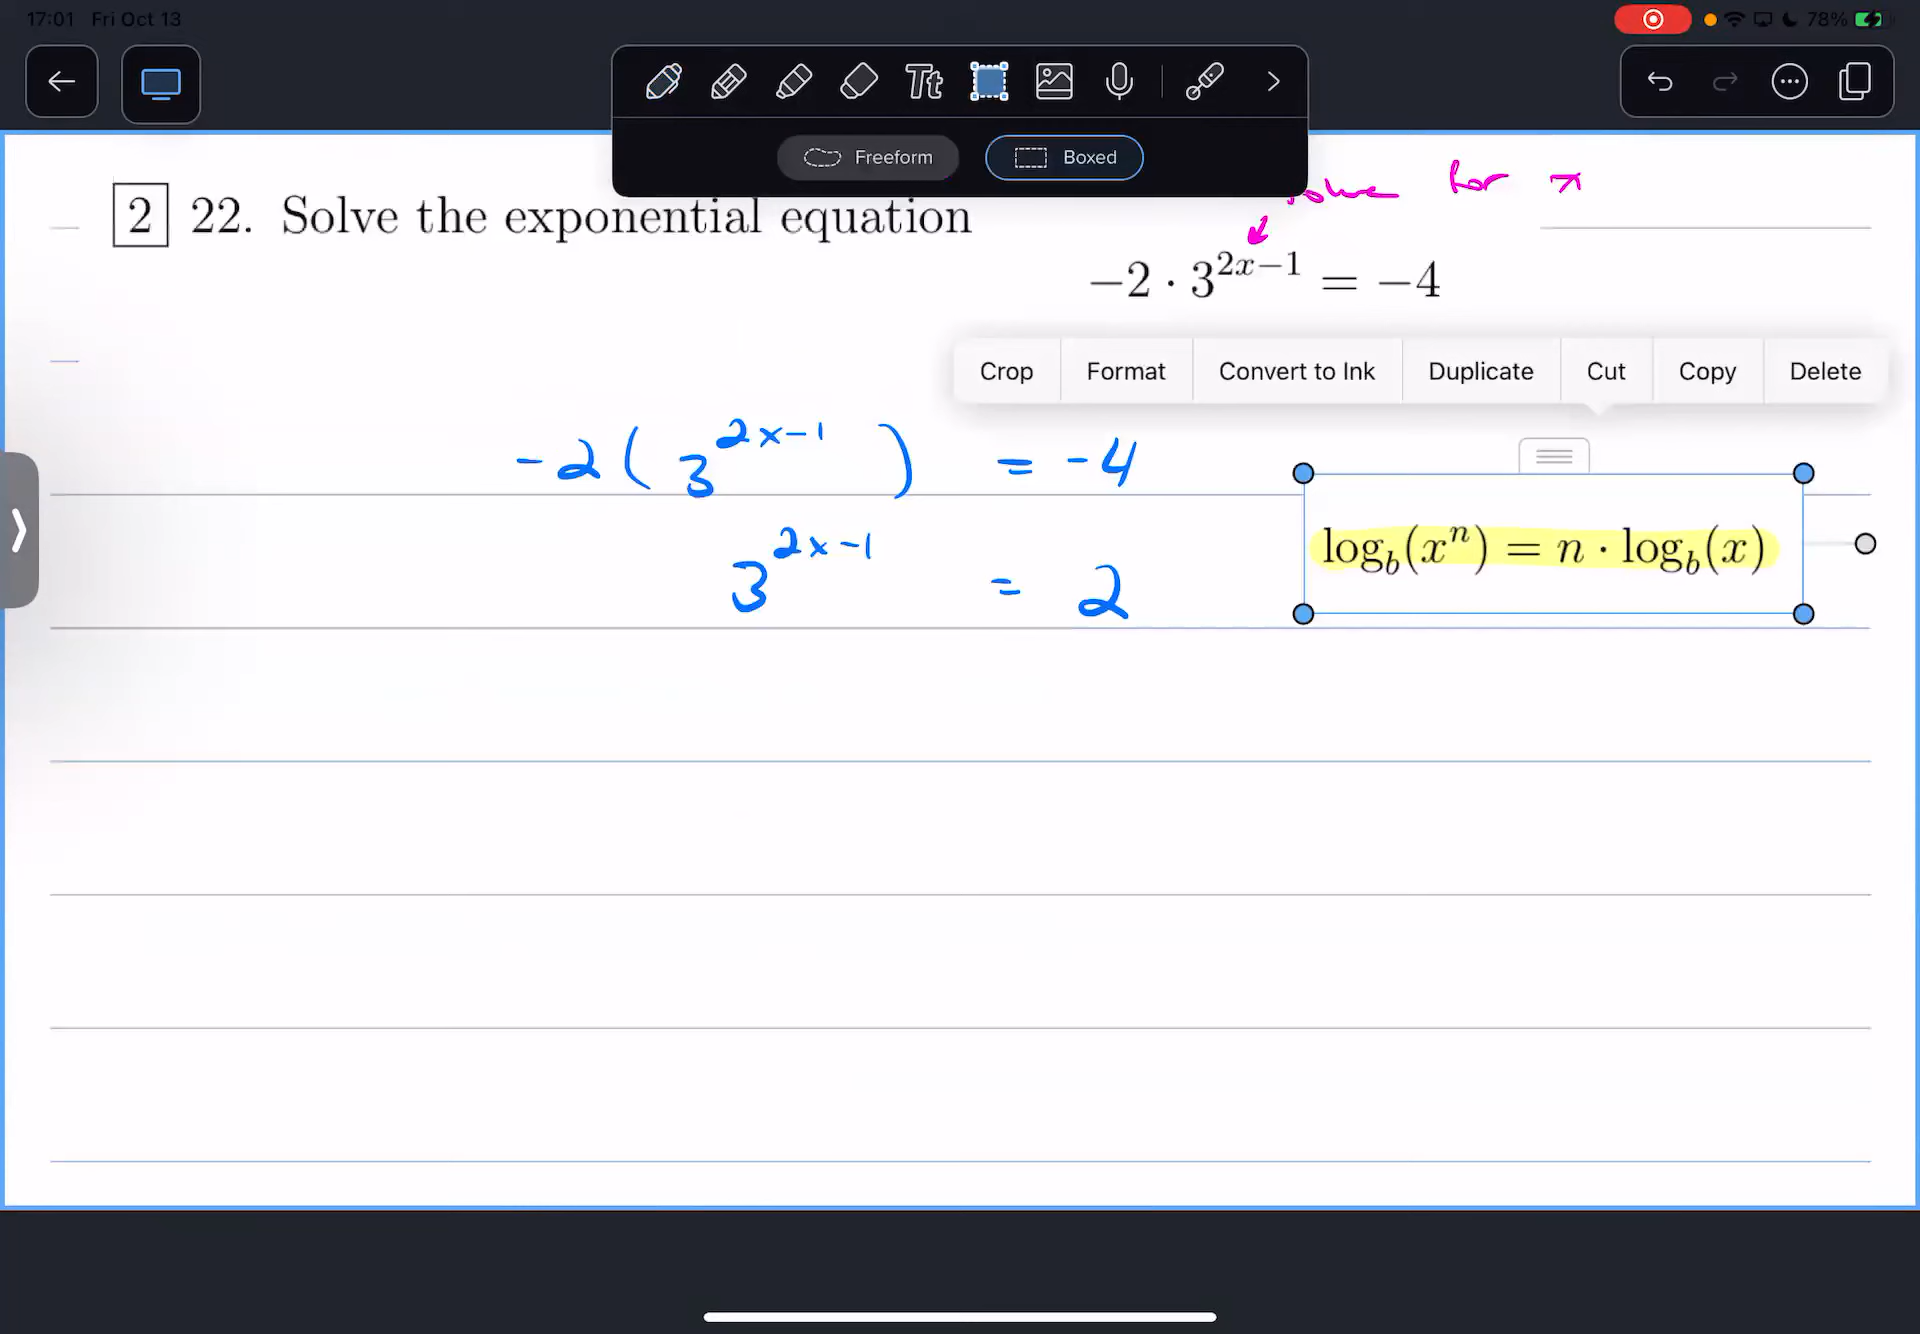 17:01 Fri Oct 13 78%
Tt
Freeform Boxed
solve for x
2 22. Solve the exponential equation
−2 · 3^{2x−1} = −4
Crop Format Convert to Ink Duplicate Cut Copy Delete
-2 ( 3^{2x-1} ) = -4
log_b(x^n) = n · log_b(x)
3^{2x-1} = 2